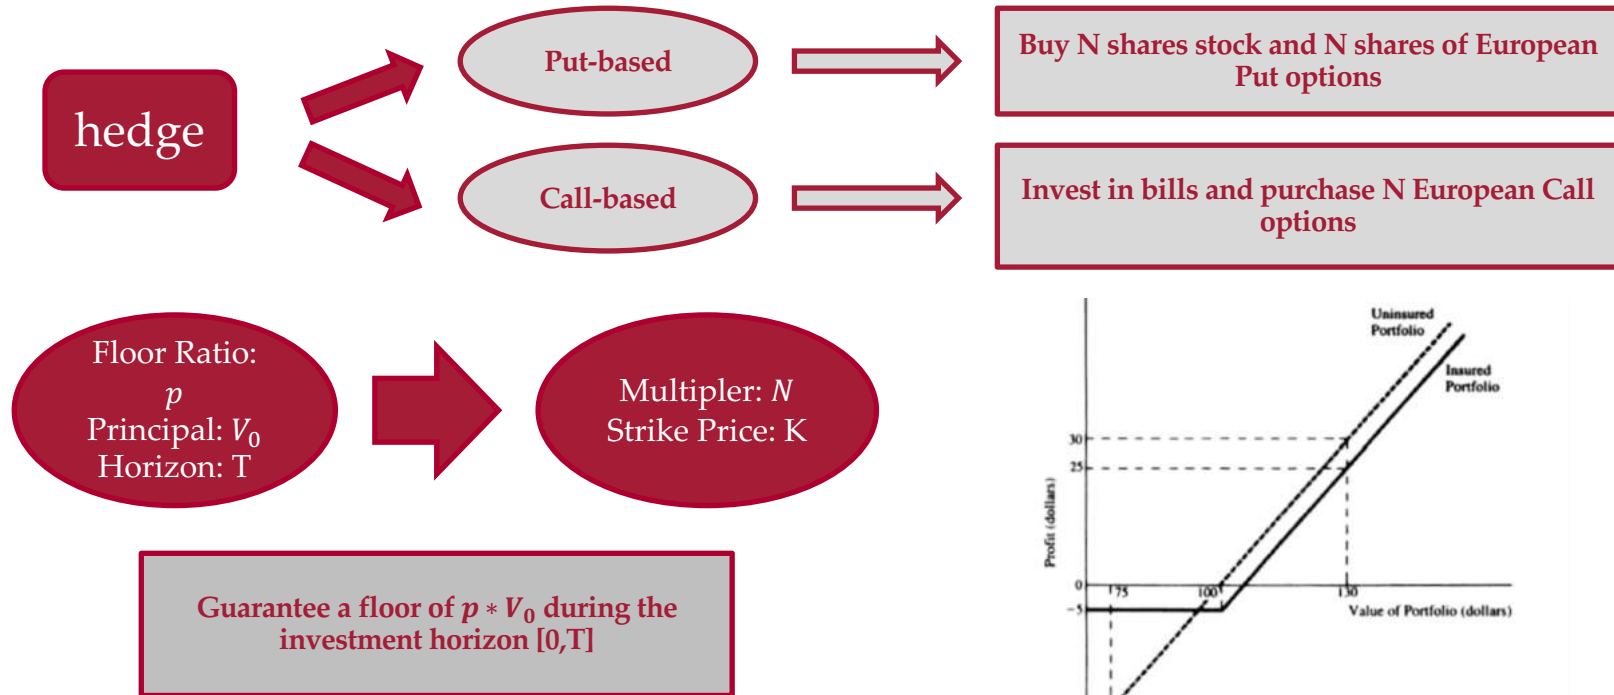 hedge
Put-based
Buy N shares stock and N shares of European
Put options
Call-based
Invest in bills and purchase N European Call
options
Floor Ratio:
p
Principal: V₀
Horizon: T
Multipler: N
Strike Price: K
Guarantee a floor of p ∗ V₀ during the
investment horizon [0,T]
Uninsured
Portfolio
Insured
Portfolio
Profit (dollars)
30
25
0
-5
75
100
130
Value of Portfolio (dollars)